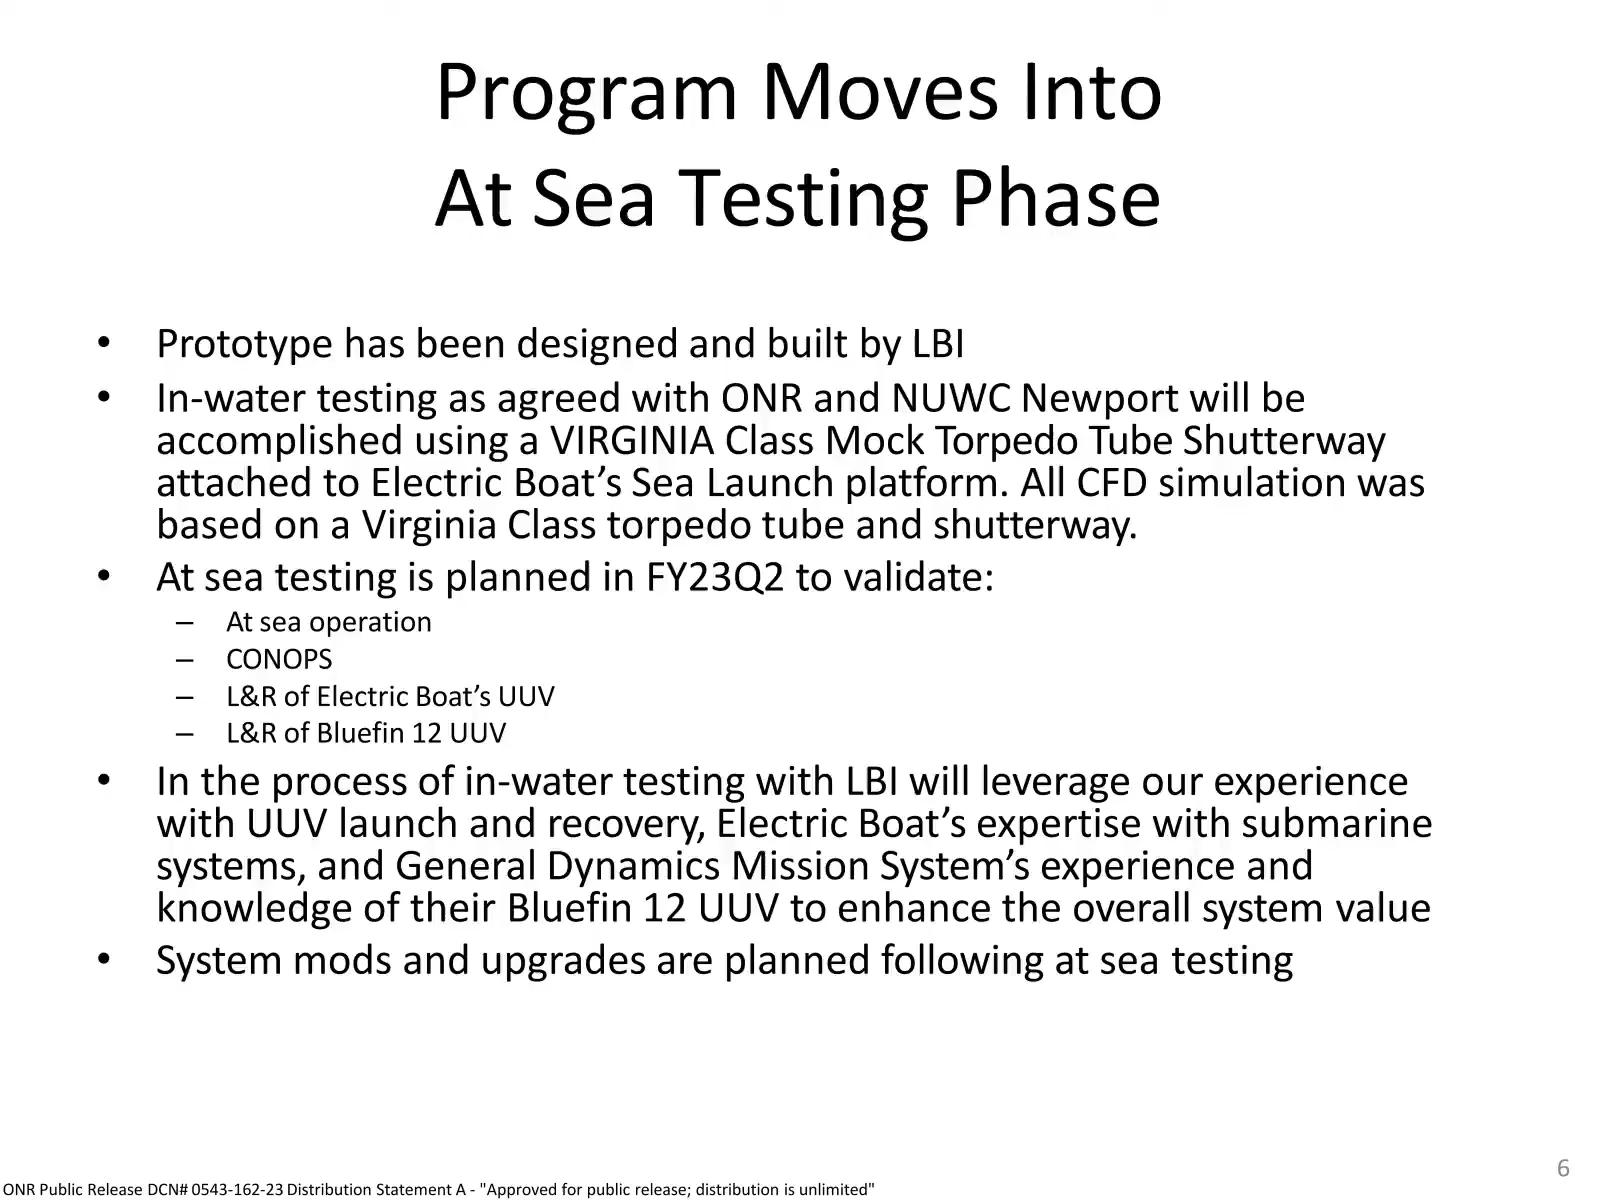 Program Moves Into
At Sea Testing Phase
• Prototype has been designed and built by LBI
• In-water testing as agreed with ONR and NUWC Newport will be
accomplished using a VIRGINIA Class Mock Torpedo Tube Shutterway
attached to Electric Boat’s Sea Launch platform. All CFD simulation was
based on a Virginia Class torpedo tube and shutterway.
• At sea testing is planned in FY23Q2 to validate:
– At sea operation
– CONOPS
– L&R of Electric Boat’s UUV
– L&R of Bluefin 12 UUV
• In the process of in-water testing with LBI will leverage our experience
with UUV launch and recovery, Electric Boat’s expertise with submarine
systems, and General Dynamics Mission System’s experience and
knowledge of their Bluefin 12 UUV to enhance the overall system value
• System mods and upgrades are planned following at sea testing
6
ONR Public Release DCN# 0543-162-23 Distribution Statement A - "Approved for public release; distribution is unlimited"